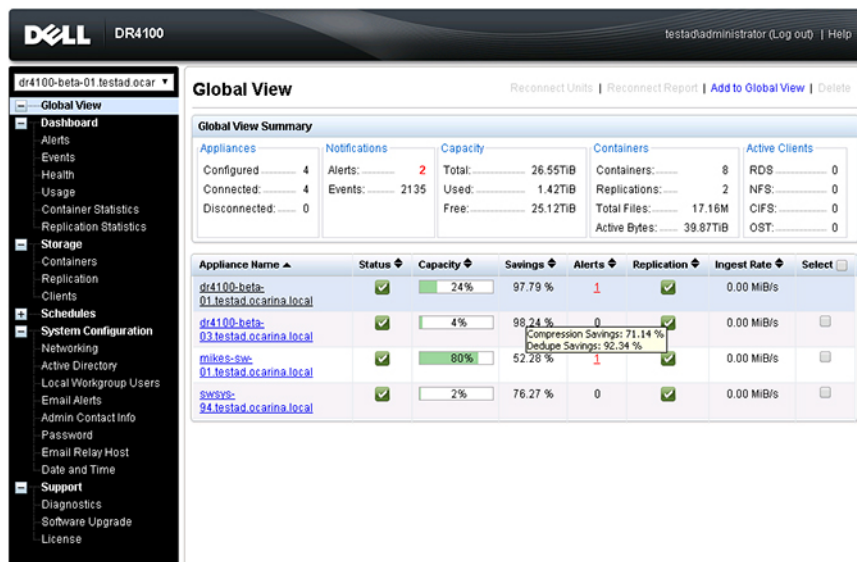 DELL DR4100
testad\administrator (Log out) | Help
dr4100-beta-01.testad.ocar
Global View
Dashboard
Alerts
Events
Health
Usage
Container Statistics
Replication Statistics
Storage
Containers
Replication
Clients
Schedules
System Configuration
Networking
Active Directory
Local Workgroup Users
Email Alerts
Admin Contact Info
Password
Email Relay Host
Date and Time
Support
Diagnostics
Software Upgrade
License
Global View
Reconnect Units | Reconnect Report | Add to Global View | Delete
Global View Summary
Appliances
Configured 4
Connected: 4
Disconnected: 0
Notifications
Alerts: 2
Events: 2135
Capacity
Total: 26.55TiB
Used: 1.42TiB
Free: 25.12TiB
Containers
Containers: 8
Replications: 2
Total Files: 17.16M
Active Bytes: 39.87TiB
Active Clients
RDS 0
NFS: 0
CIFS: 0
OST: 0
Appliance Name Status Capacity Savings Alerts Replication Ingest Rate Select
dr4100-beta-
01.testad.ocarina.local 24% 97.79 % 1 0.00 MiB/s
dr4100-beta-
03.testad.ocarina.local 4% 98.24 % 0 0.00 MiB/s
Compression Savings: 71.14 %
Dedupe Savings: 92.34 %
mikes-sw-
01.testad.ocarina.local 80% 52.28 % 1 0.00 MiB/s
swsys-
94.testad.ocarina.local 2% 76.27 % 0 0.00 MiB/s